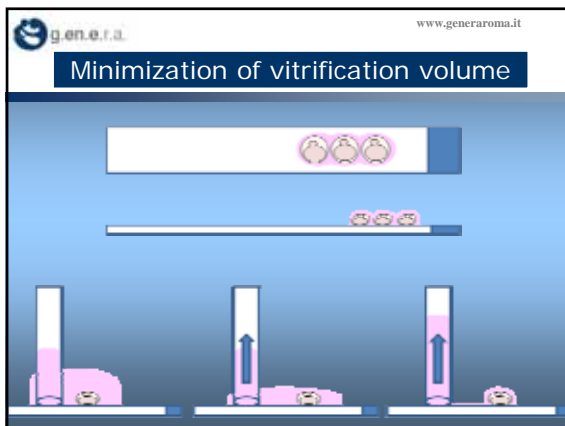 www.generaroma.it
g.en.e.r.a.
Minimization of vitrification volume